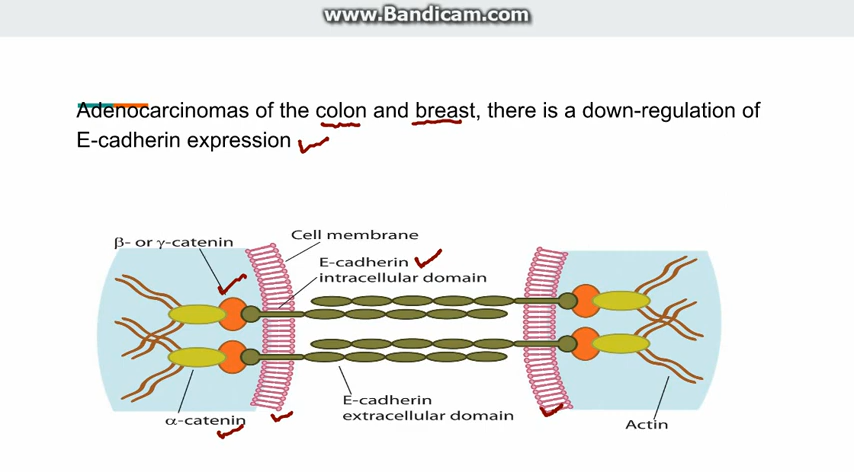 www.Bandicam.com
Adenocarcinomas of the colon and breast, there is a down-regulation of
E-cadherin expression
β- or γ-catenin
Cell membrane
E-cadherin
intracellular domain
E-cadherin
extracellular domain
α-catenin
Actin